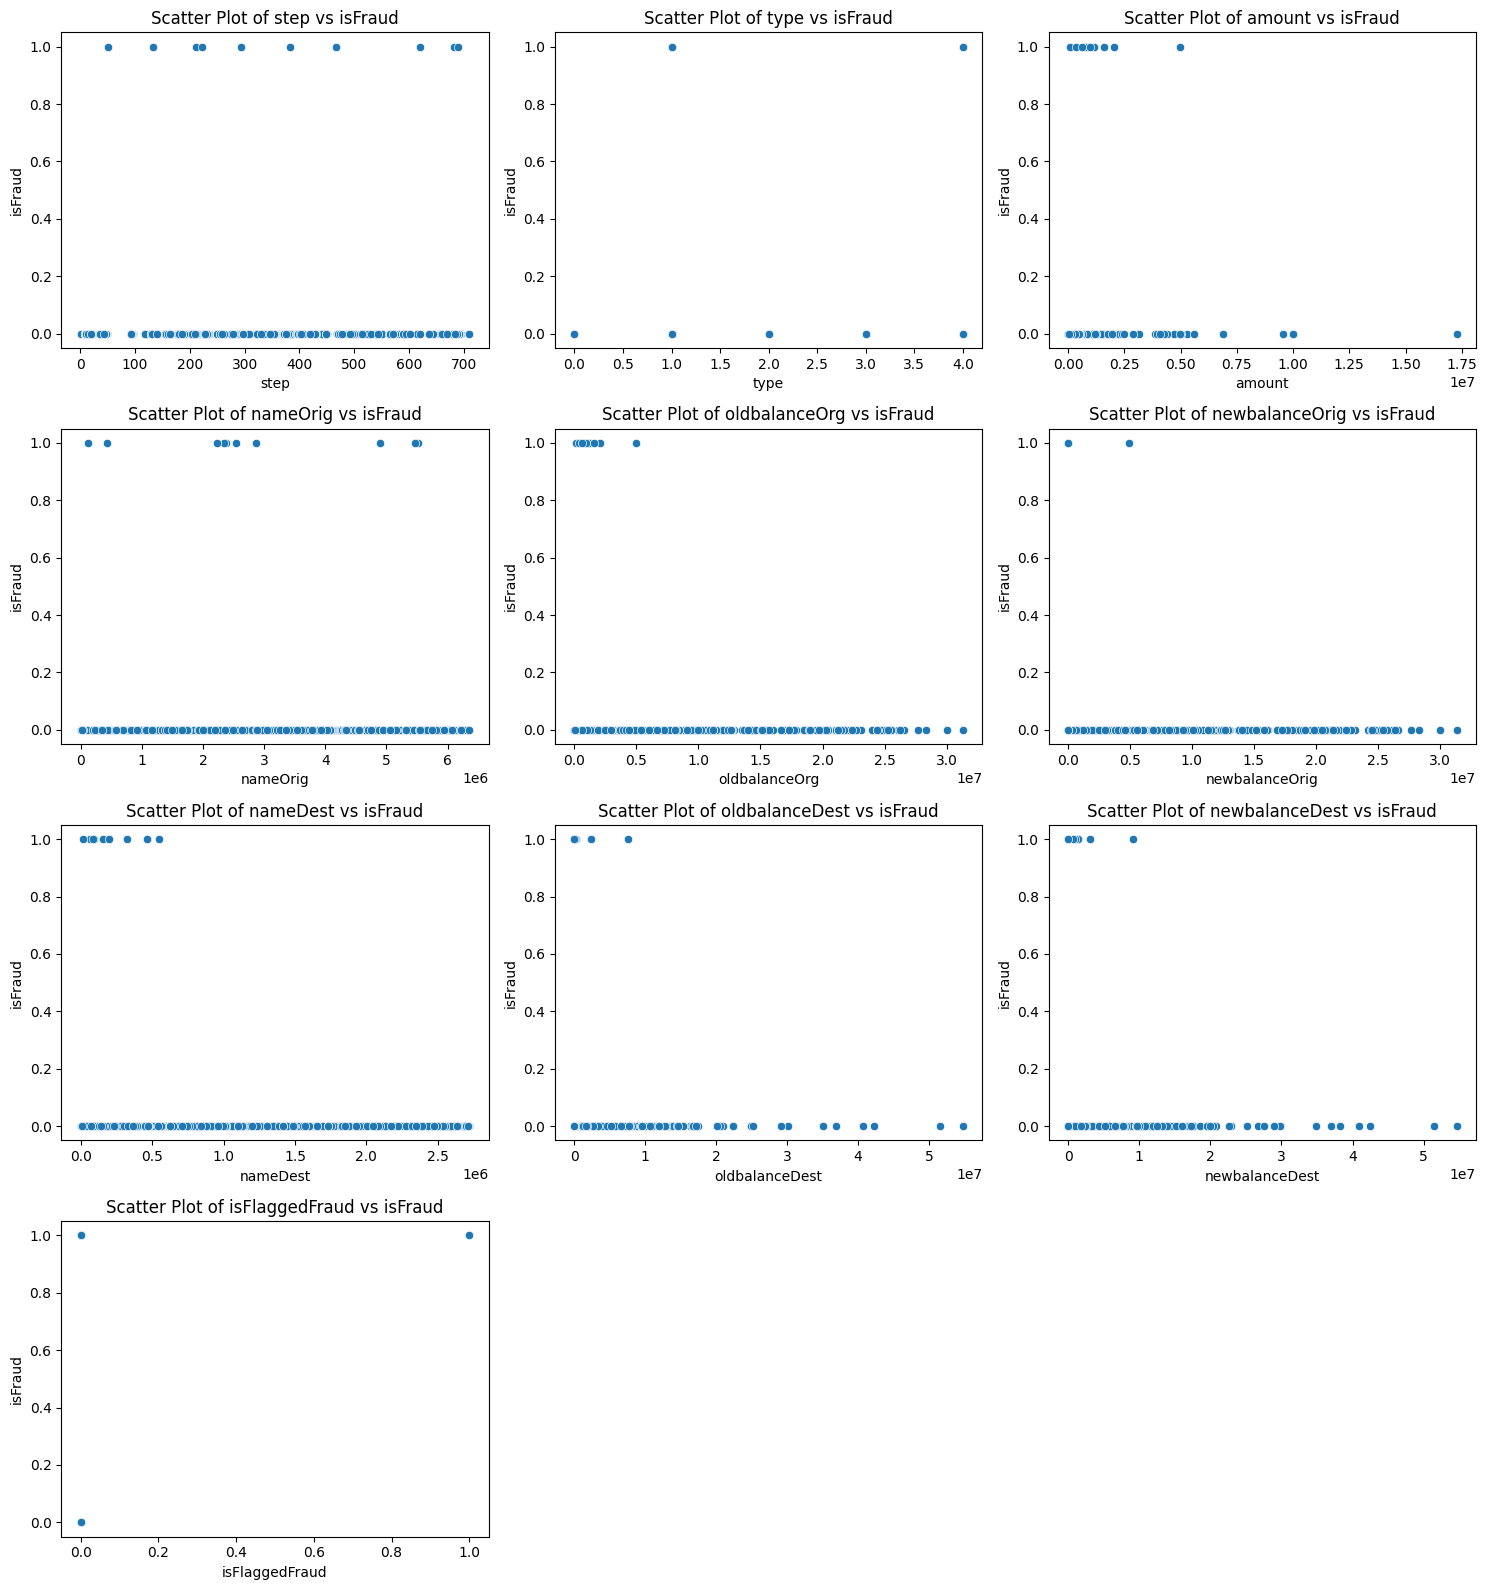 Scatter Plot of step vs isFraud
1.0
0.8
0.6
0.4
0.2
0.0
isFraud
0 100 200 300 400 500 600 700
step
Scatter Plot of type vs isFraud
1.0
0.8
0.6
0.4
0.2
0.0
isFraud
0.0 0.5 1.0 1.5 2.0 2.5 3.0 3.5 4.0
type
Scatter Plot of amount vs isFraud
1.0
0.8
0.6
0.4
0.2
0.0
isFraud
0.00 0.25 0.50 0.75 1.00 1.25 1.50 1.75
1e7
amount
Scatter Plot of nameOrig vs isFraud
1.0
0.8
0.6
0.4
0.2
0.0
isFraud
0 1 2 3 4 5 6
1e6
nameOrig
Scatter Plot of oldbalanceOrg vs isFraud
1.0
0.8
0.6
0.4
0.2
0.0
isFraud
0.0 0.5 1.0 1.5 2.0 2.5 3.0
1e7
oldbalanceOrg
Scatter Plot of newbalanceOrig vs isFraud
1.0
0.8
0.6
0.4
0.2
0.0
isFraud
0.0 0.5 1.0 1.5 2.0 2.5 3.0
1e7
newbalanceOrig
Scatter Plot of nameDest vs isFraud
1.0
0.8
0.6
0.4
0.2
0.0
isFraud
0.0 0.5 1.0 1.5 2.0 2.5
1e6
nameDest
Scatter Plot of oldbalanceDest vs isFraud
1.0
0.8
0.6
0.4
0.2
0.0
isFraud
0 1 2 3 4 5
1e7
oldbalanceDest
Scatter Plot of newbalanceDest vs isFraud
1.0
0.8
0.6
0.4
0.2
0.0
isFraud
0 1 2 3 4 5
1e7
newbalanceDest
Scatter Plot of isFlaggedFraud vs isFraud
1.0
0.8
0.6
0.4
0.2
0.0
isFraud
0.0 0.2 0.4 0.6 0.8 1.0
isFlaggedFraud